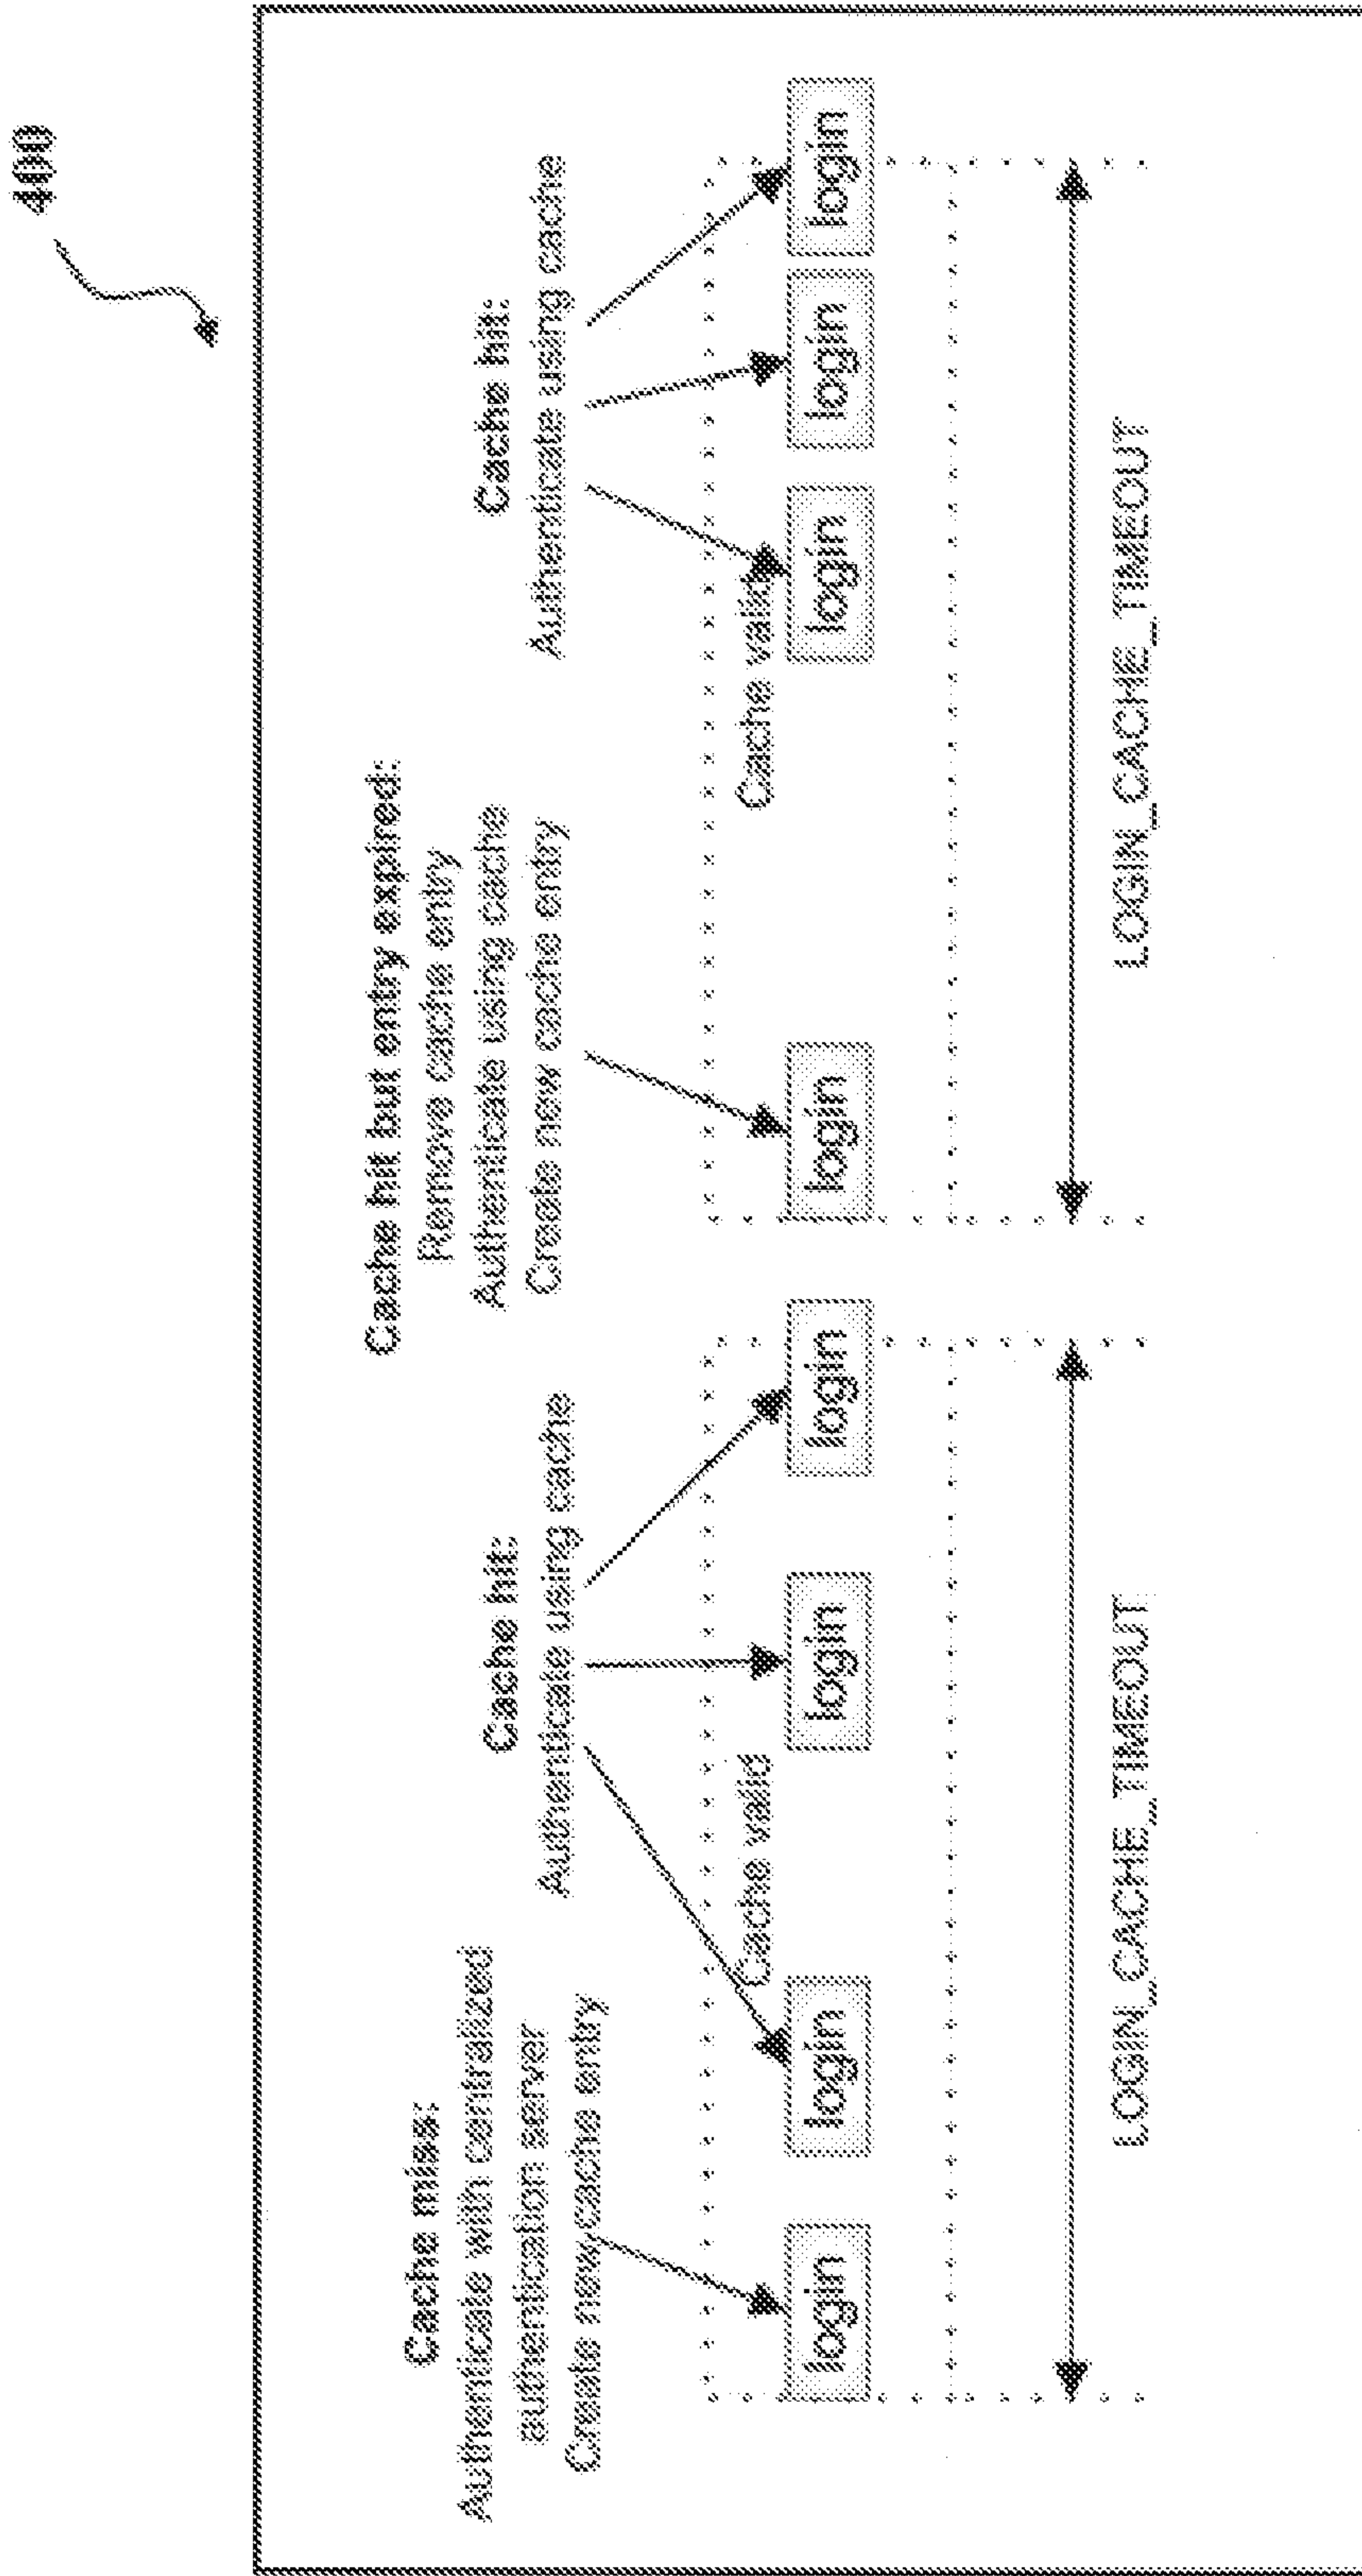 400
Cache miss:
Authenticate with centralized
authentication server
Create new cache entry
Cache hit:
Authenticate using cache
Cache hit but entry expired:
Remove cache entry
Authenticate using cache
Create new cache entry
Cache hit:
Authenticate using cache
Cache valid
Cache valid
login
login
login
login
login
login
login
login
LOGIN_CACHE_TIMEOUT
LOGIN_CACHE_TIMEOUT